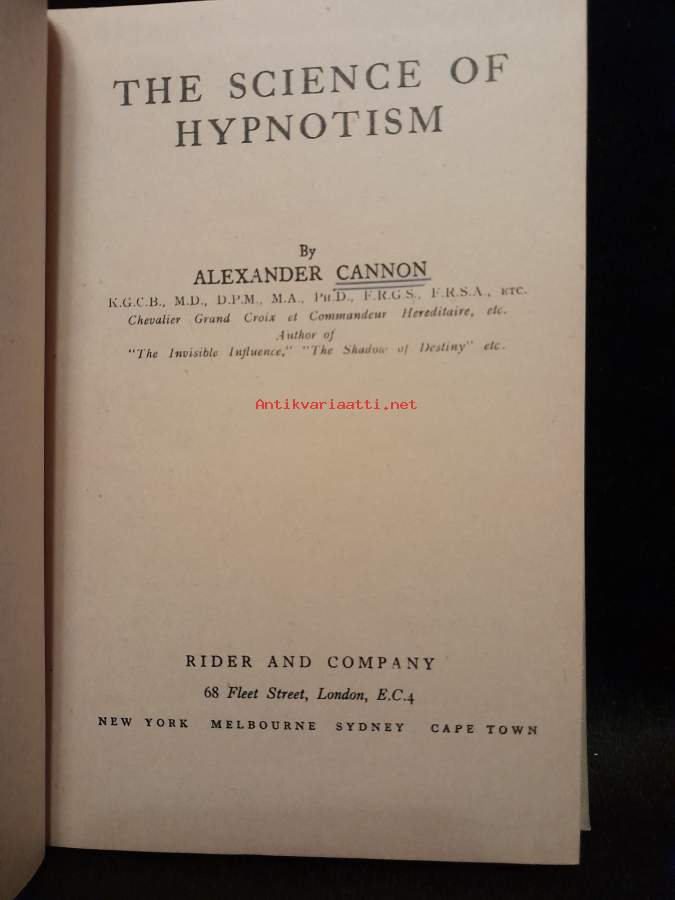 THE SCIENCE OF
HYPNOTISM
By
ALEXANDER CANNON
K.G.C.B., M.D., D.P.M., M.A., PH.D., F.R.G.S., F.R.S.A., ETC.
Chevalier Grand Croix et Commandeur Hereditaire, etc.
Author of
"The Invisible Influence," "The Shadow of Destiny" etc.
Antikvariaatti.net
RIDER AND COMPANY
68 Fleet Street, London, E.C.4
NEW YORK MELBOURNE SYDNEY CAPE TOWN